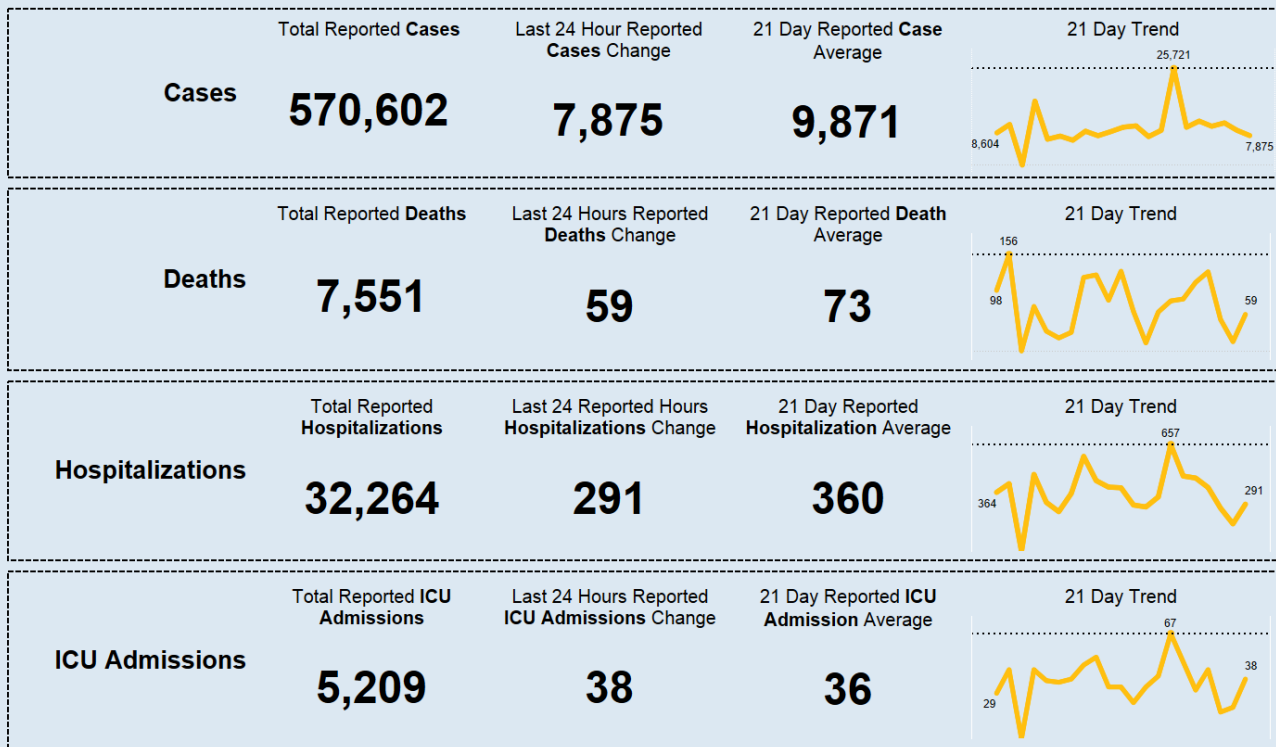 Cases
Total Reported Cases
570,602
Last 24 Hour Reported
Cases Change
7,875
21 Day Reported Case
Average
9,871
21 Day Trend
25,721
8,604
7,875
Deaths
Total Reported Deaths
7,551
Last 24 Hours Reported
Deaths Change
59
21 Day Reported Death
Average
73
21 Day Trend
156
98
59
Hospitalizations
Total Reported
Hospitalizations
32,264
Last 24 Reported Hours
Hospitalizations Change
291
21 Day Reported
Hospitalization Average
360
21 Day Trend
657
364
291
ICU Admissions
Total Reported ICU
Admissions
5,209
Last 24 Hours Reported
ICU Admissions Change
38
21 Day Reported ICU
Admission Average
36
21 Day Trend
67
29
38